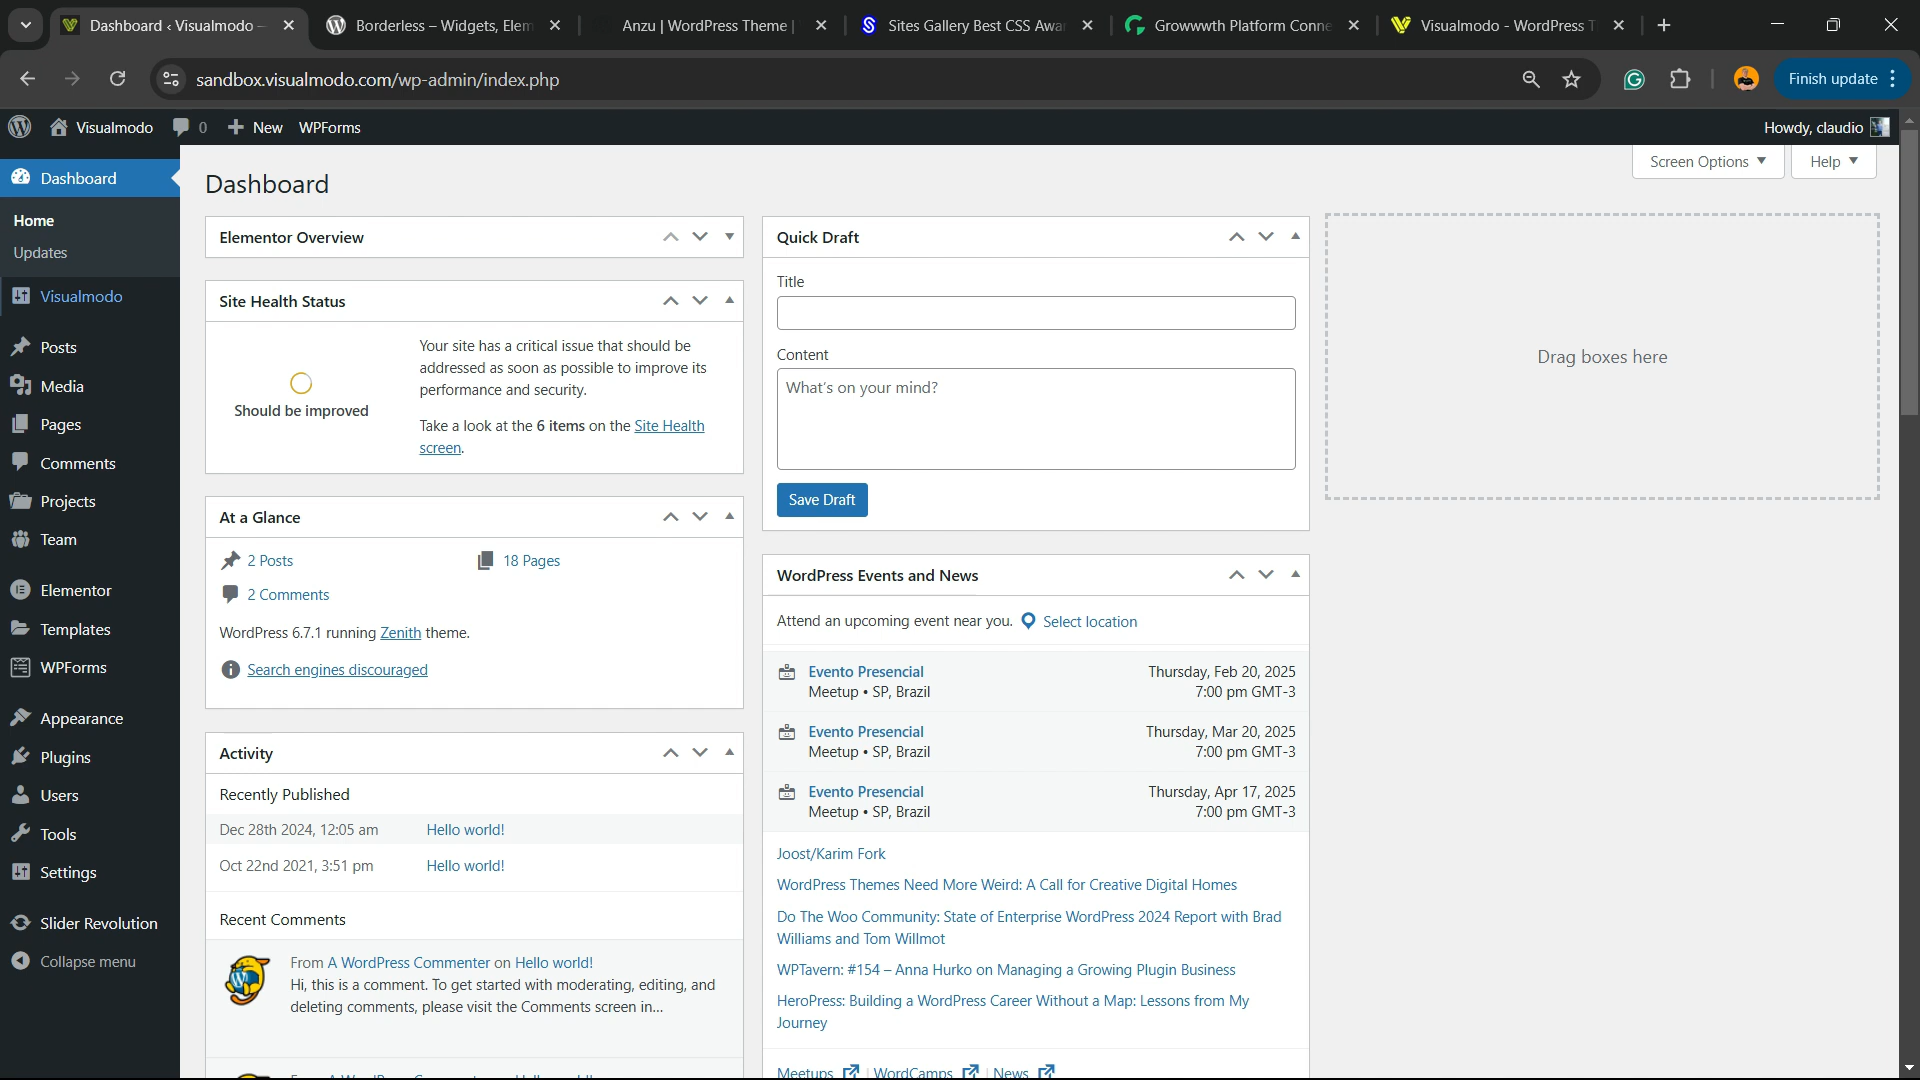 Dashboard ‹ Visualmodo –
Borderless – Widgets, Elem
Anzu | WordPress Theme |
Sites Gallery Best CSS Awar
Growwwth Platform Conne
Visualmodo - WordPress T
sandbox.visualmodo.com/wp-admin/index.php
Finish update
Visualmodo
0
New
WPForms
Howdy, claudio
Dashboard
Home
Updates
Visualmodo
Posts
Media
Pages
Comments
Projects
Team
Elementor
Templates
WPForms
Appearance
Plugins
Users
Tools
Settings
Slider Revolution
Collapse menu
Screen Options
Help
Dashboard
Elementor Overview
Site Health Status
Should be improved
Your site has a critical issue that should be
addressed as soon as possible to improve its
performance and security.
Take a look at the 6 items on the Site Health
screen.
At a Glance
2 Posts
18 Pages
2 Comments
WordPress 6.7.1 running Zenith theme.
Search engines discouraged
Activity
Recently Published
Dec 28th 2024, 12:05 am Hello world!
Oct 22nd 2021, 3:51 pm Hello world!
Recent Comments
From A WordPress Commenter on Hello world!
Hi, this is a comment. To get started with moderating, editing, and
deleting comments, please visit the Comments screen in…
Quick Draft
Title
Content
What's on your mind?
Save Draft
WordPress Events and News
Attend an upcoming event near you. Select location
Evento Presencial Thursday, Feb 20, 2025
Meetup • SP, Brazil 7:00 pm GMT-3
Evento Presencial Thursday, Mar 20, 2025
Meetup • SP, Brazil 7:00 pm GMT-3
Evento Presencial Thursday, Apr 17, 2025
Meetup • SP, Brazil 7:00 pm GMT-3
Joost/Karim Fork
WordPress Themes Need More Weird: A Call for Creative Digital Homes
Do The Woo Community: State of Enterprise WordPress 2024 Report with Brad
Williams and Tom Willmot
WPTavern: #154 – Anna Hurko on Managing a Growing Plugin Business
HeroPress: Building a WordPress Career Without a Map: Lessons from My
Journey
Meetups | WordCamps | News
Drag boxes here